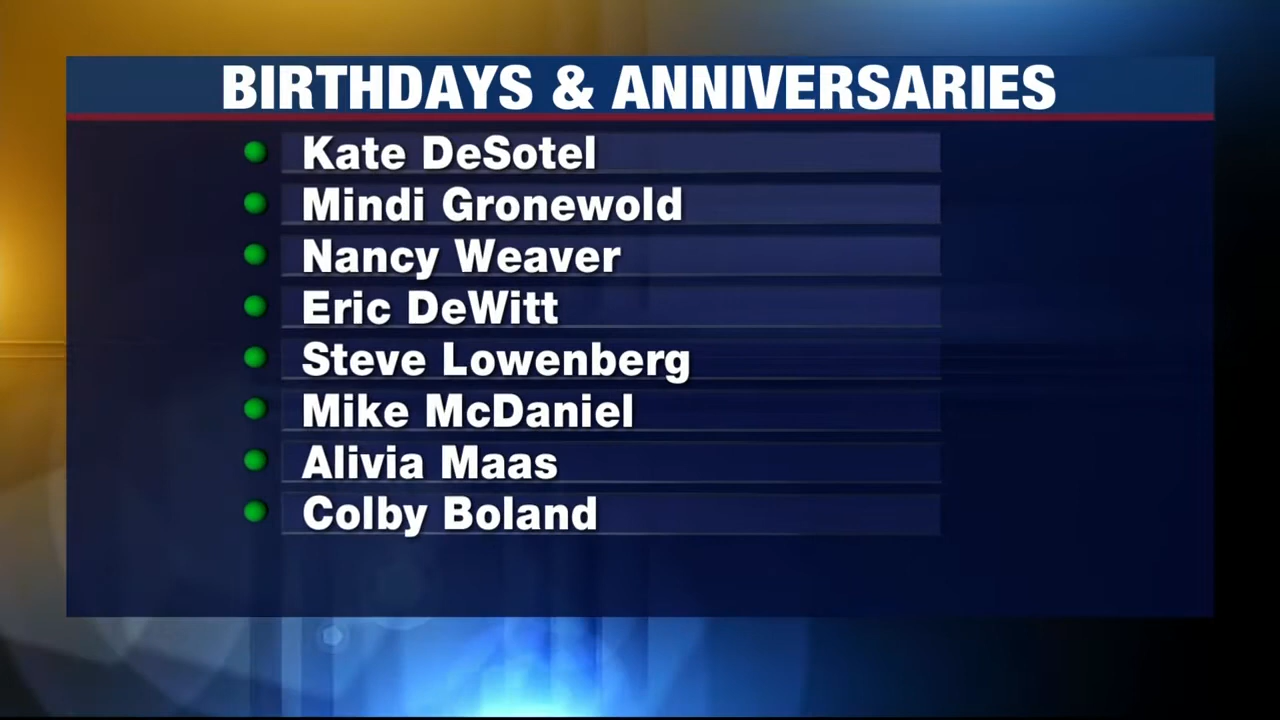 BIRTHDAYS & ANNIVERSARIES
Kate DeSotel
Mindi Gronewold
Nancy Weaver
Eric DeWitt
Steve Lowenberg
Mike McDaniel
Alivia Maas
Colby Boland